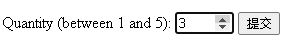 Quantity (between 1 and 5): 3 提交